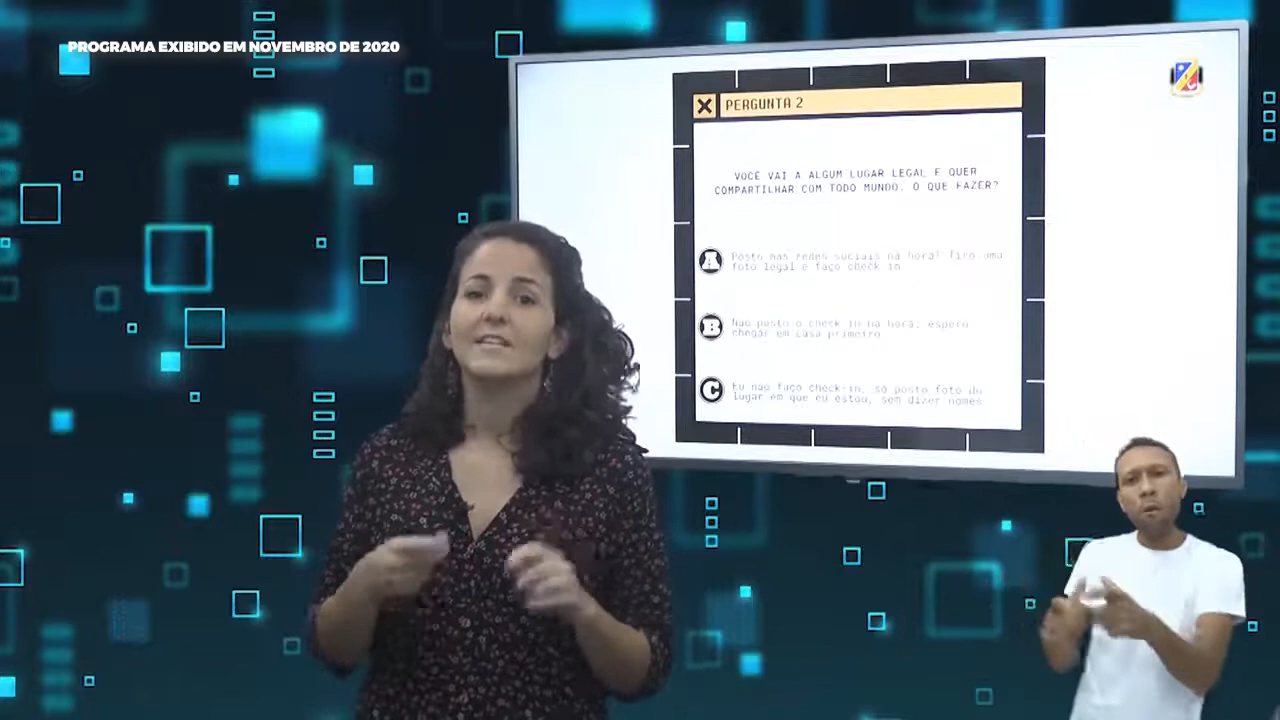 PROGRAMA EXIBIDO EM NOVEMBRO DE 2020
PERGUNTA 2
VOCÊ VAI A ALGUM LUGAR LEGAL E QUER
COMPARTILHAR COM TODO MUNDO. O QUE FAZER?
A
Posto nas redes sociais na hora! Tiro uma
foto legal e faço check in
B
Não posto o check in na hora; espero
chegar em casa primeiro
C
Eu não faço check-in, só posto foto do
lugar em que eu estou, sem dizer nomes